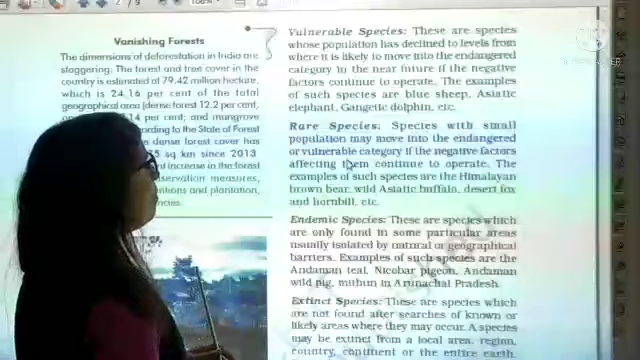 Vanishing Forests
The dimensions of deforestation in India are
staggering. The forest and tree cover in the
country is estimated at 79.42 million hectare,
which is 24.16 per cent of the total
geographical area (dense forest 12.2 per cent,
14 per cent; and mangrove
to the State of Forest
dense forest cover has
sq km since 2013
increase in the forest
measures,
and plantation,
Vulnerable Species: These are species
whose population has declined to levels from
where it is likely to move into the endangered
category in the near future if the negative
factors continue to operate. The examples
of such species are blue sheep, Asiatic
elephant, Gangetic dolphin, etc.
Rare Species: Species with small
population may move into the endangered
or vulnerable category if the negative factors
affecting them continue to operate. The
examples of such species are the Himalayan
brown bear, wild Asiatic buffalo, desert fox
and hornbill, etc.
Endemic Species: These are species which
are only found in some particular areas
usually isolated by natural or geographical
barriers. Examples of such species are the
Andaman teal, Nicobar pigeon, Andaman
wild pig, mithun in Arunachal Pradesh.
Extinct Species: These are species which
are not found after searches of known or
likely areas where they may occur. A species
may be extinct from a local area, region,
country, continent or the entire earth.